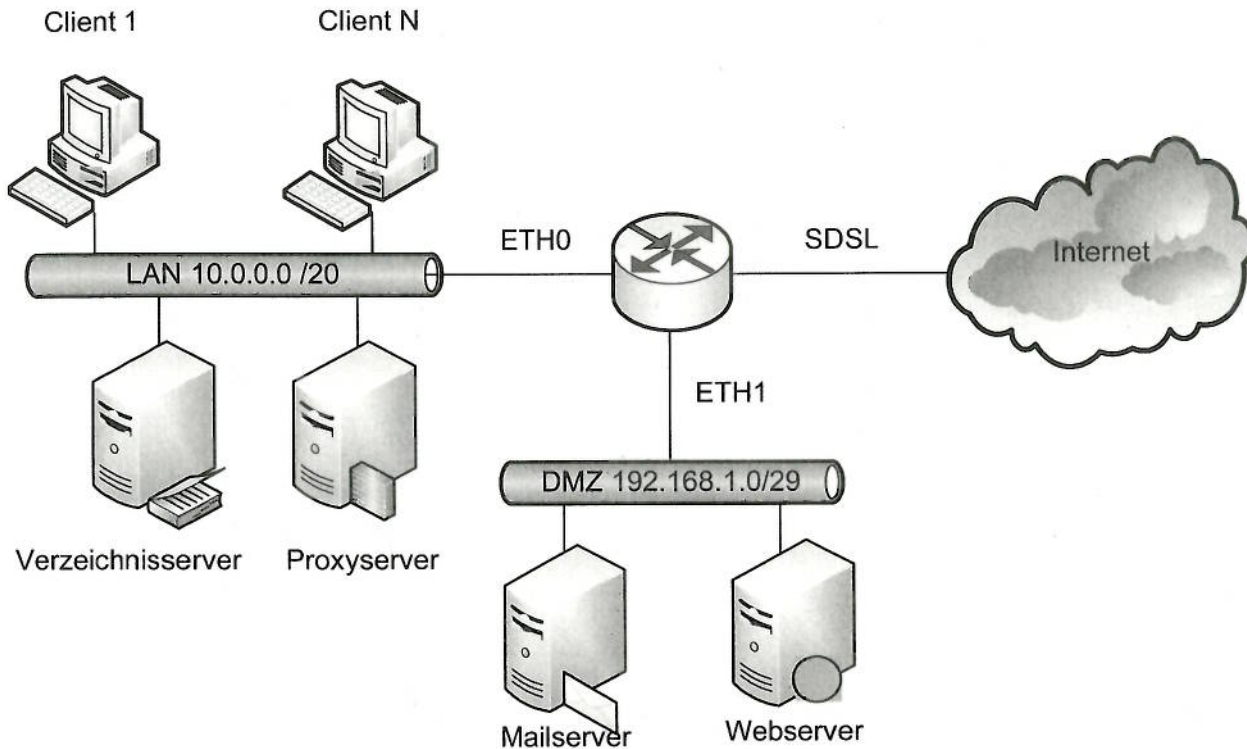 Client 1
Client N
ETH0
SDSL
Internet
LAN 10.0.0.0 /20
ETH1
DMZ 192.168.1.0/29
Verzeichnisserver
Proxyserver
Mailserver
Webserver